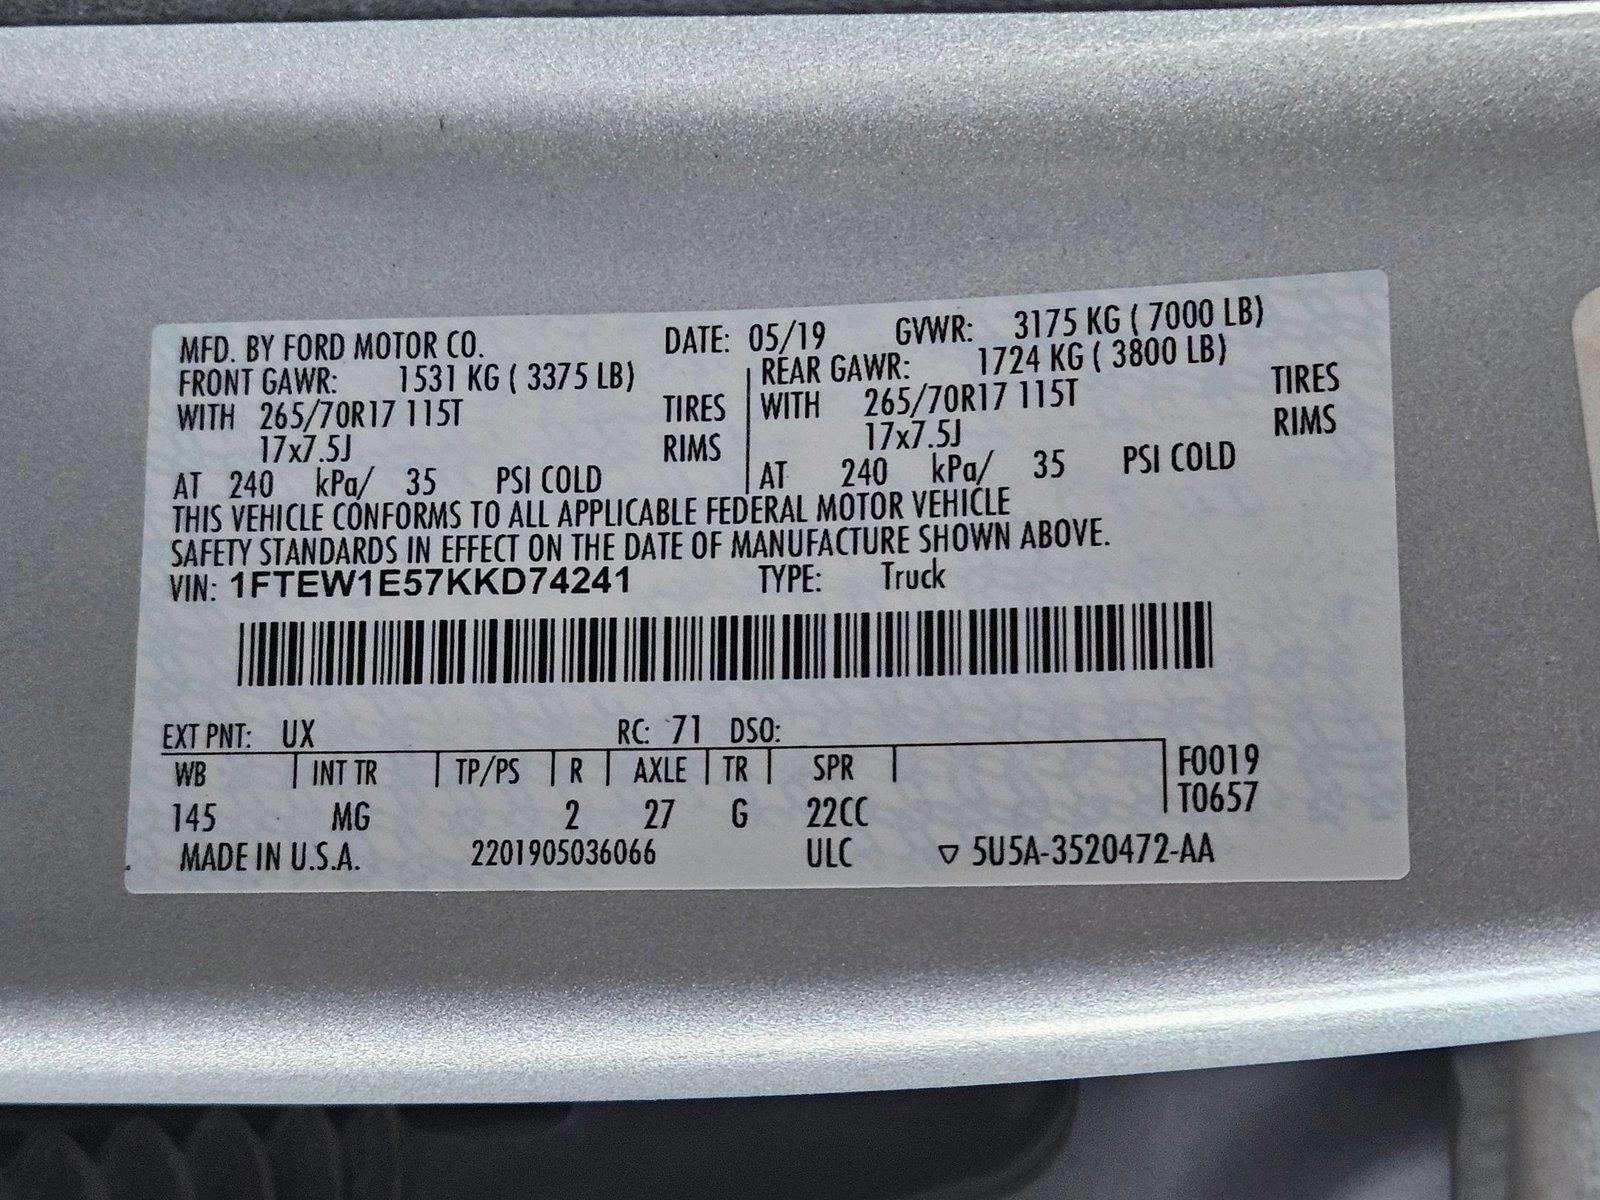 MFD. BY FORD MOTOR CO. DATE: 05/19 GVWR: 3175 KG ( 7000 LB)
FRONT GAWR: 1531 KG ( 3375 LB) REAR GAWR: 1724 KG ( 3800 LB)
WITH 265/70R17 115T TIRES WITH 265/70R17 115T TIRES
17x7.5J RIMS 17x7.5J RIMS
AT 240 kPa/ 35 PSI COLD AT 240 kPa/ 35 PSI COLD
THIS VEHICLE CONFORMS TO ALL APPLICABLE FEDERAL MOTOR VEHICLE
SAFETY STANDARDS IN EFFECT ON THE DATE OF MANUFACTURE SHOWN ABOVE.
VIN: 1FTEW1E57KKD74241 TYPE: Truck
EXT PNT: UX RC: 71 DSO:
WB INT TR TP/PS R AXLE TR SPR F0019
145 MG 2 27 G 22CC T0657
MADE IN U.S.A. 2201905036066 ULC ▽ 5U5A-3520472-AA